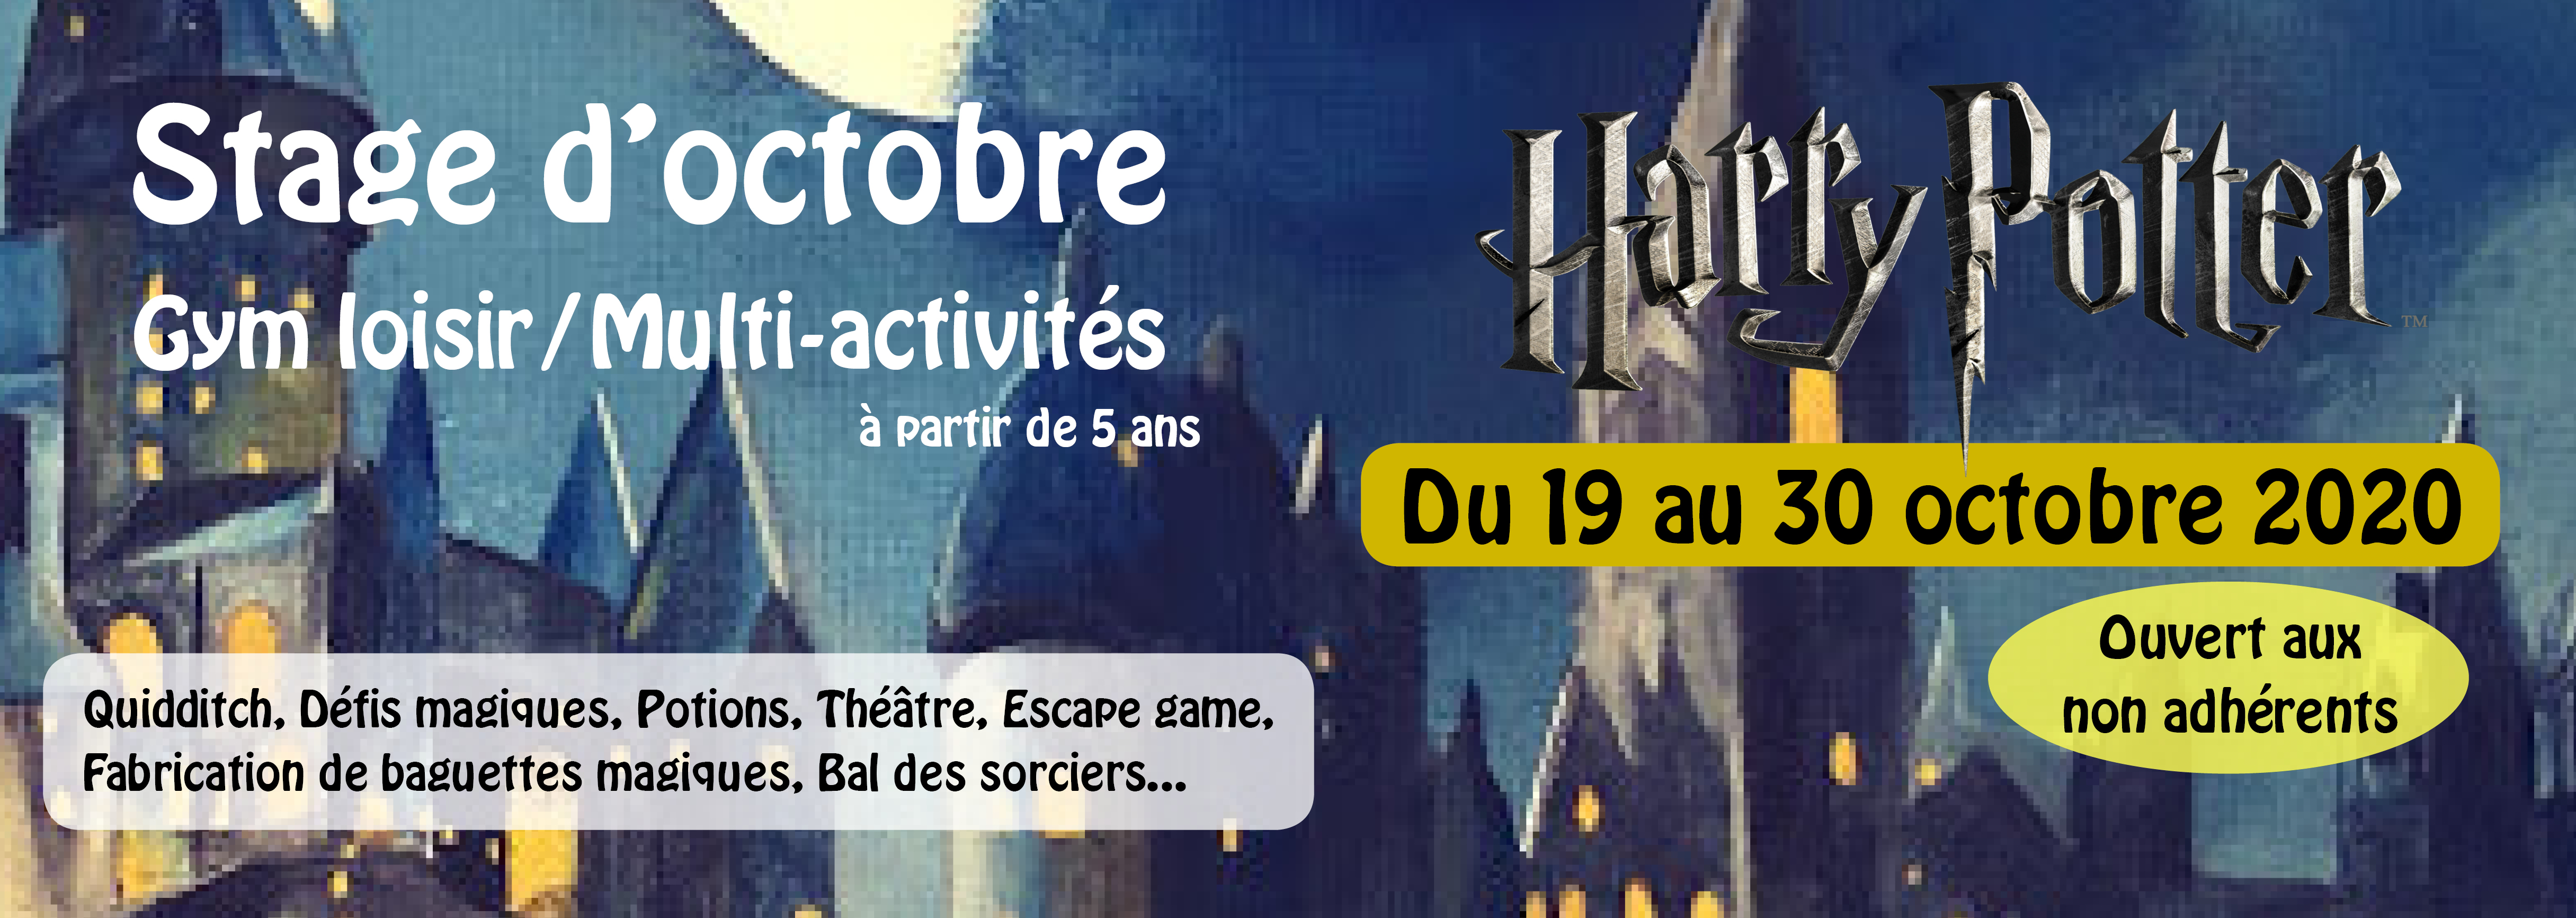 Stage d'octobre
Gym loisir/Multi-activités
à partir de 5 ans
Quidditch, Défis magiques, Potions, Théâtre, Escape game,
Fabrication de baguettes magiques, Bal des sorciers...
Harry Potter TM
Du 19 au 30 octobre 2020
Ouvert aux
non adhérents